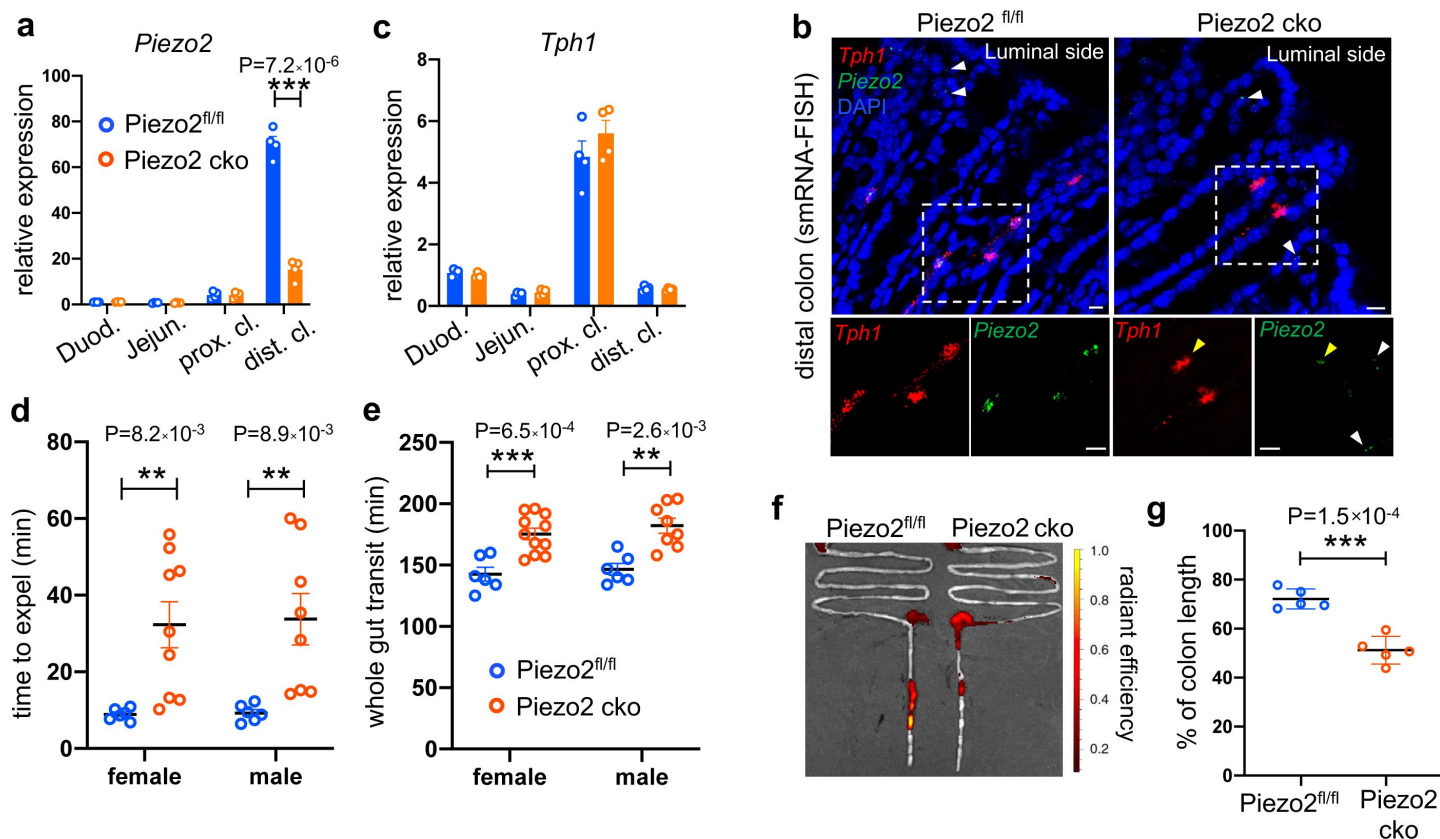 a
Piezo2
P=7.2×10-6
***
relative expression
100
80
60
40
20
0
Piezo2fl/fl
Piezo2 cko
Duod.
Jejun.
prox. cl.
dist. cl.
c
Tph1
relative expression
8
6
4
2
0
Duod.
Jejun.
prox. cl.
dist. cl.
b
Piezo2 fl/fl
Piezo2 cko
distal colon (smRNA-FISH)
Tph1
Piezo2
DAPI
Luminal side
Luminal side
Tph1
Piezo2
Tph1
Piezo2
d
P=8.2×10-3
P=8.9×10-3
**
**
time to expel (min)
80
60
40
20
0
female
male
e
P=6.5×10-4
P=2.6×10-3
***
**
whole gut transit (min)
250
200
150
100
50
0
Piezo2fl/fl
Piezo2 cko
female
male
f
Piezo2fl/fl
Piezo2 cko
1.0
0.8
0.6
0.4
0.2
radiant efficiency
g
P=1.5×10-4
***
% of colon length
100
80
60
40
20
0
Piezo2fl/fl
Piezo2
cko